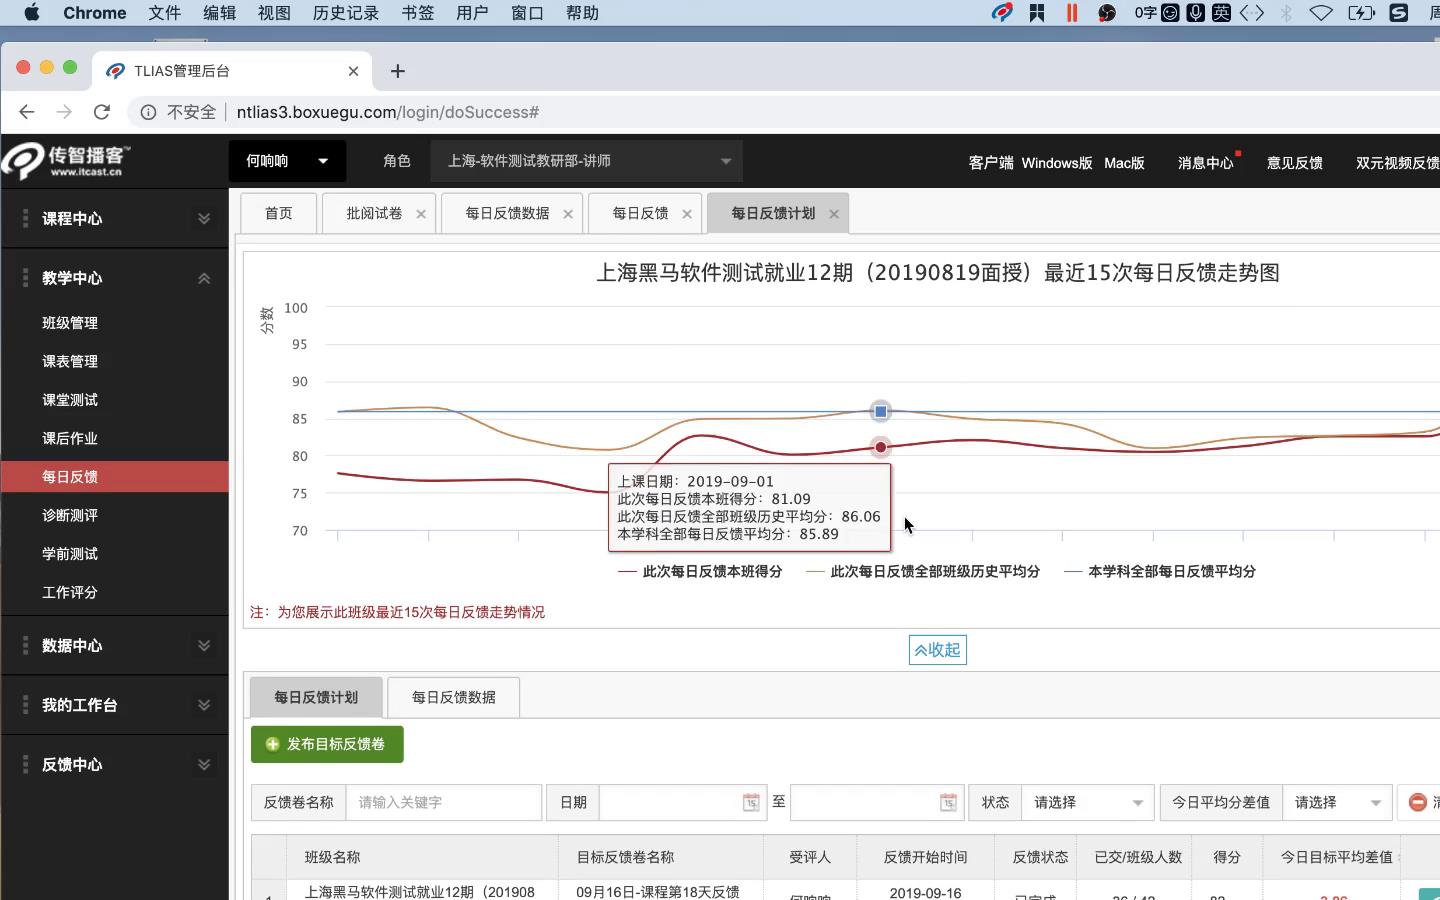 Chrome 文件 编辑 视图 历史记录 书签 用户 窗口 帮助 0字 英
TLIAS管理后台
不安全 ntlias3.boxuegu.com/login/doSuccess#
传智播客™
www.itcast.cn
何响响 角色 上海-软件测试教研部-讲师 客户端 Windows版 Mac版 消息中心 意见反馈 双元视频反馈
首页 批阅试卷 每日反馈数据 每日反馈 每日反馈计划
课程中心
教学中心
班级管理
课表管理
课堂测试
课后作业
每日反馈
诊断测评
学前测试
工作评分
数据中心
我的工作台
反馈中心
上海黑马软件测试就业12期（20190819面授）最近15次每日反馈走势图
分数
100
95
90
85
80
75
70
上课日期：2019-09-01
此次每日反馈本班得分：81.09
此次每日反馈全部班级历史平均分：86.06
本学科全部每日反馈平均分：85.89
此次每日反馈本班得分 此次每日反馈全部班级历史平均分 本学科全部每日反馈平均分
注：为您展示此班级最近15次每日反馈走势情况
收起
每日反馈计划 每日反馈数据
发布目标反馈卷
反馈卷名称 请输入关键字 日期 15 至 15 状态 请选择 今日平均分差值 请选择
班级名称 目标反馈卷名称 受评人 反馈开始时间 反馈状态 已交/班级人数 得分 今日目标平均差值
上海黑马软件测试就业12期（201908 09月16日-课程第18天反馈 何响响 2019-09-16 已完成